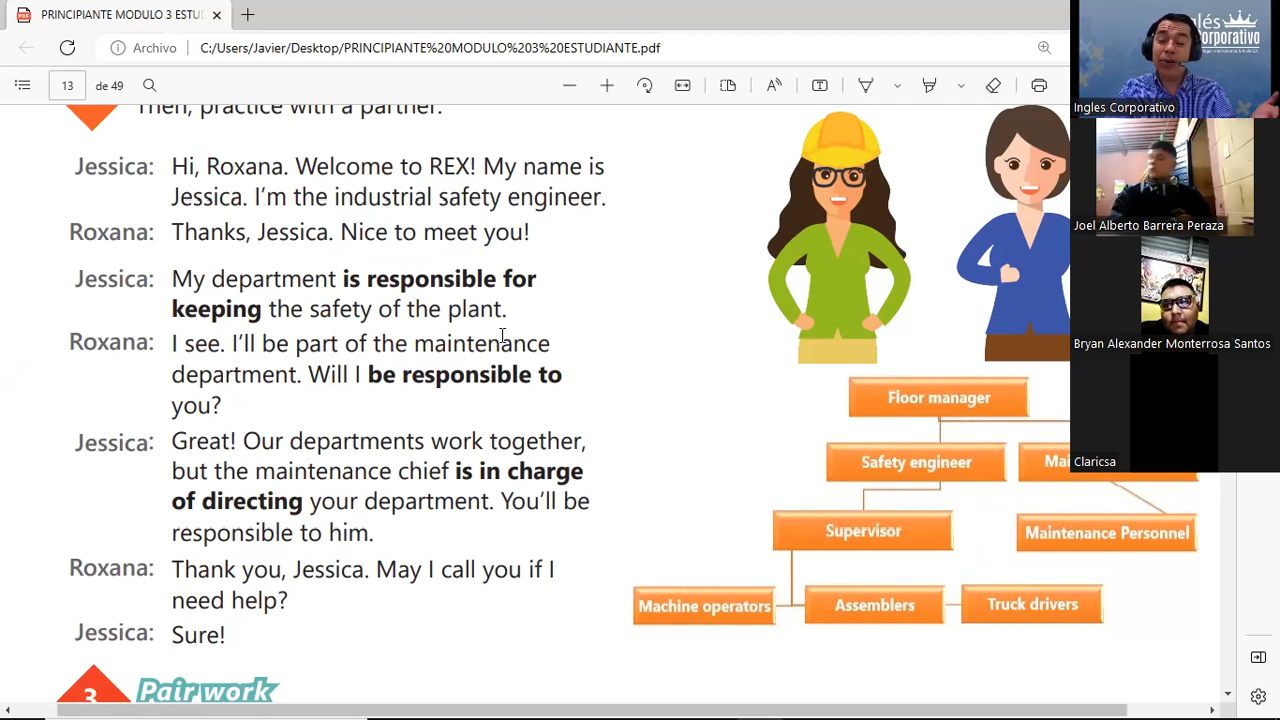 PRINCIPIANTE MODULO 3 ESTU
Archivo
C:/Users/Javier/Desktop/PRINCIPIANTE%20MODULO%203%20ESTUDIANTE.pdf
13
de 49
Then, practice with a partner.
Jessica: Hi, Roxana. Welcome to REX! My name is
Jessica. I'm the industrial safety engineer.
Roxana: Thanks, Jessica. Nice to meet you!
Jessica: My department is responsible for
keeping the safety of the plant.
Roxana: I see. I'll be part of the maintenance
department. Will I be responsible to
you?
Jessica: Great! Our departments work together,
but the maintenance chief is in charge
of directing your department. You'll be
responsible to him.
Roxana: Thank you, Jessica. May I call you if I
need help?
Jessica: Sure!
3
Pair work
Floor manager
Safety engineer
Supervisor
Maintenance Personnel
Machine operators
Assemblers
Truck drivers
Inglés
Corporativo
Ingles Corporativo
Joel Alberto Barrera Peraza
Bryan Alexander Monterrosa Santos
Claricsa